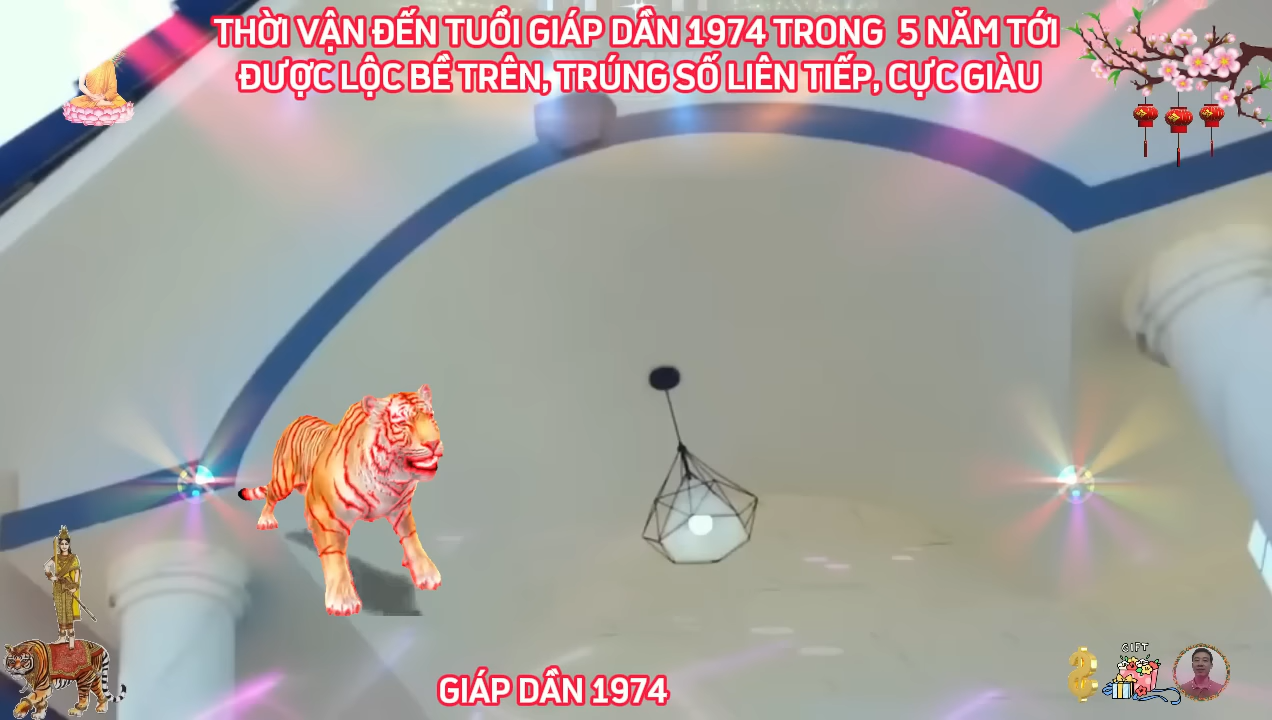 THỜI VẬN ĐẾN TUỔI GIÁP DẦN 1974 TRONG 5 NĂM TỚI
ĐƯỢC LỘC BỀ TRÊN, TRÚNG SỐ LIÊN TIẾP, CỰC GIÀU
GIFT
GIÁP DẦN 1974